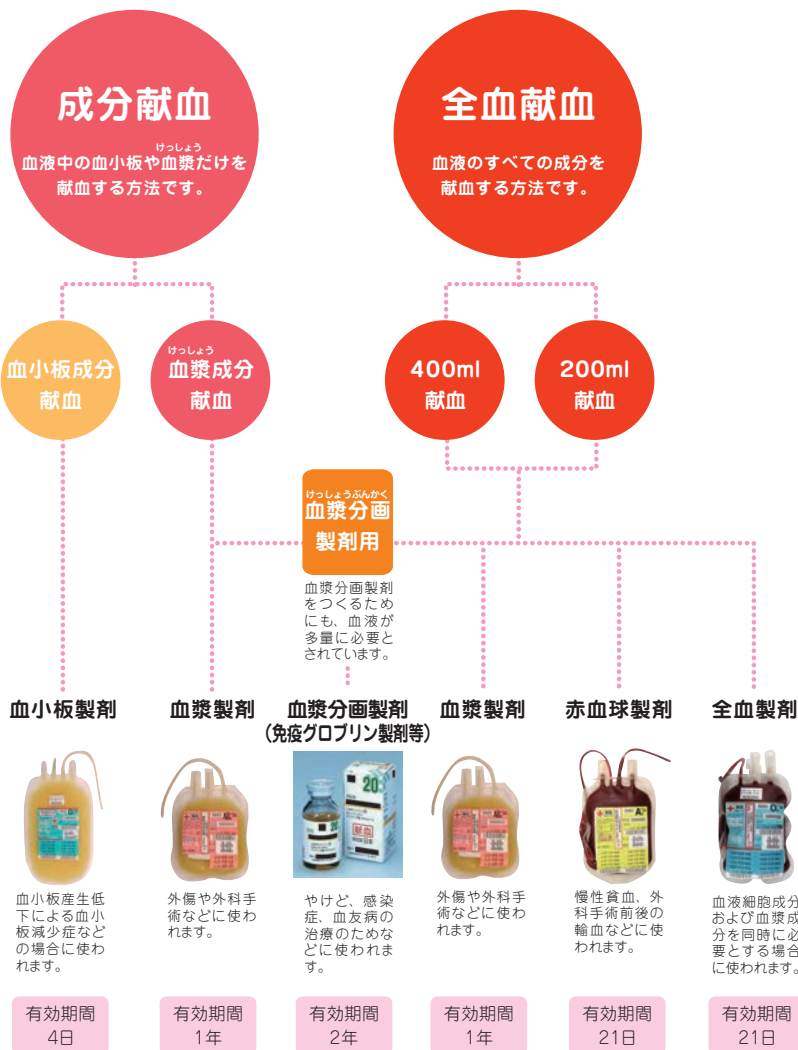 成分献血
けっしょう
血液中の血小板や血漿だけを
献血する方法です。
全血献血
血液のすべての成分を
献血する方法です。
血小板成分
献血
けっしょう
血漿成分
献血
400ml
献血
200ml
献血
けっしょうぶんかく
血漿分画
製剤用
血漿分画製剤
をつくるため
にも、血液が
多量に必要と
されています。
血小板製剤
血漿製剤
血漿分画製剤
(免疫グロブリン製剤等)
血漿製剤
赤血球製剤
全血製剤
20
献血
血小板産生低
下による血小
板減少症など
の場合に使わ
れます。
外傷や外科手
術などに使わ
れます。
やけど、感染
症、血友病の
治療のためな
どに使われま
す。
外傷や外科手
術などに使わ
れます。
慢性貧血、外
科手術前後の
輸血などに使
われます。
血液細胞成分
および血漿成
分を同時に必
要とする場合
に使われます。
有効期間
4日
有効期間
1年
有効期間
2年
有効期間
1年
有効期間
21日
有効期間
21日